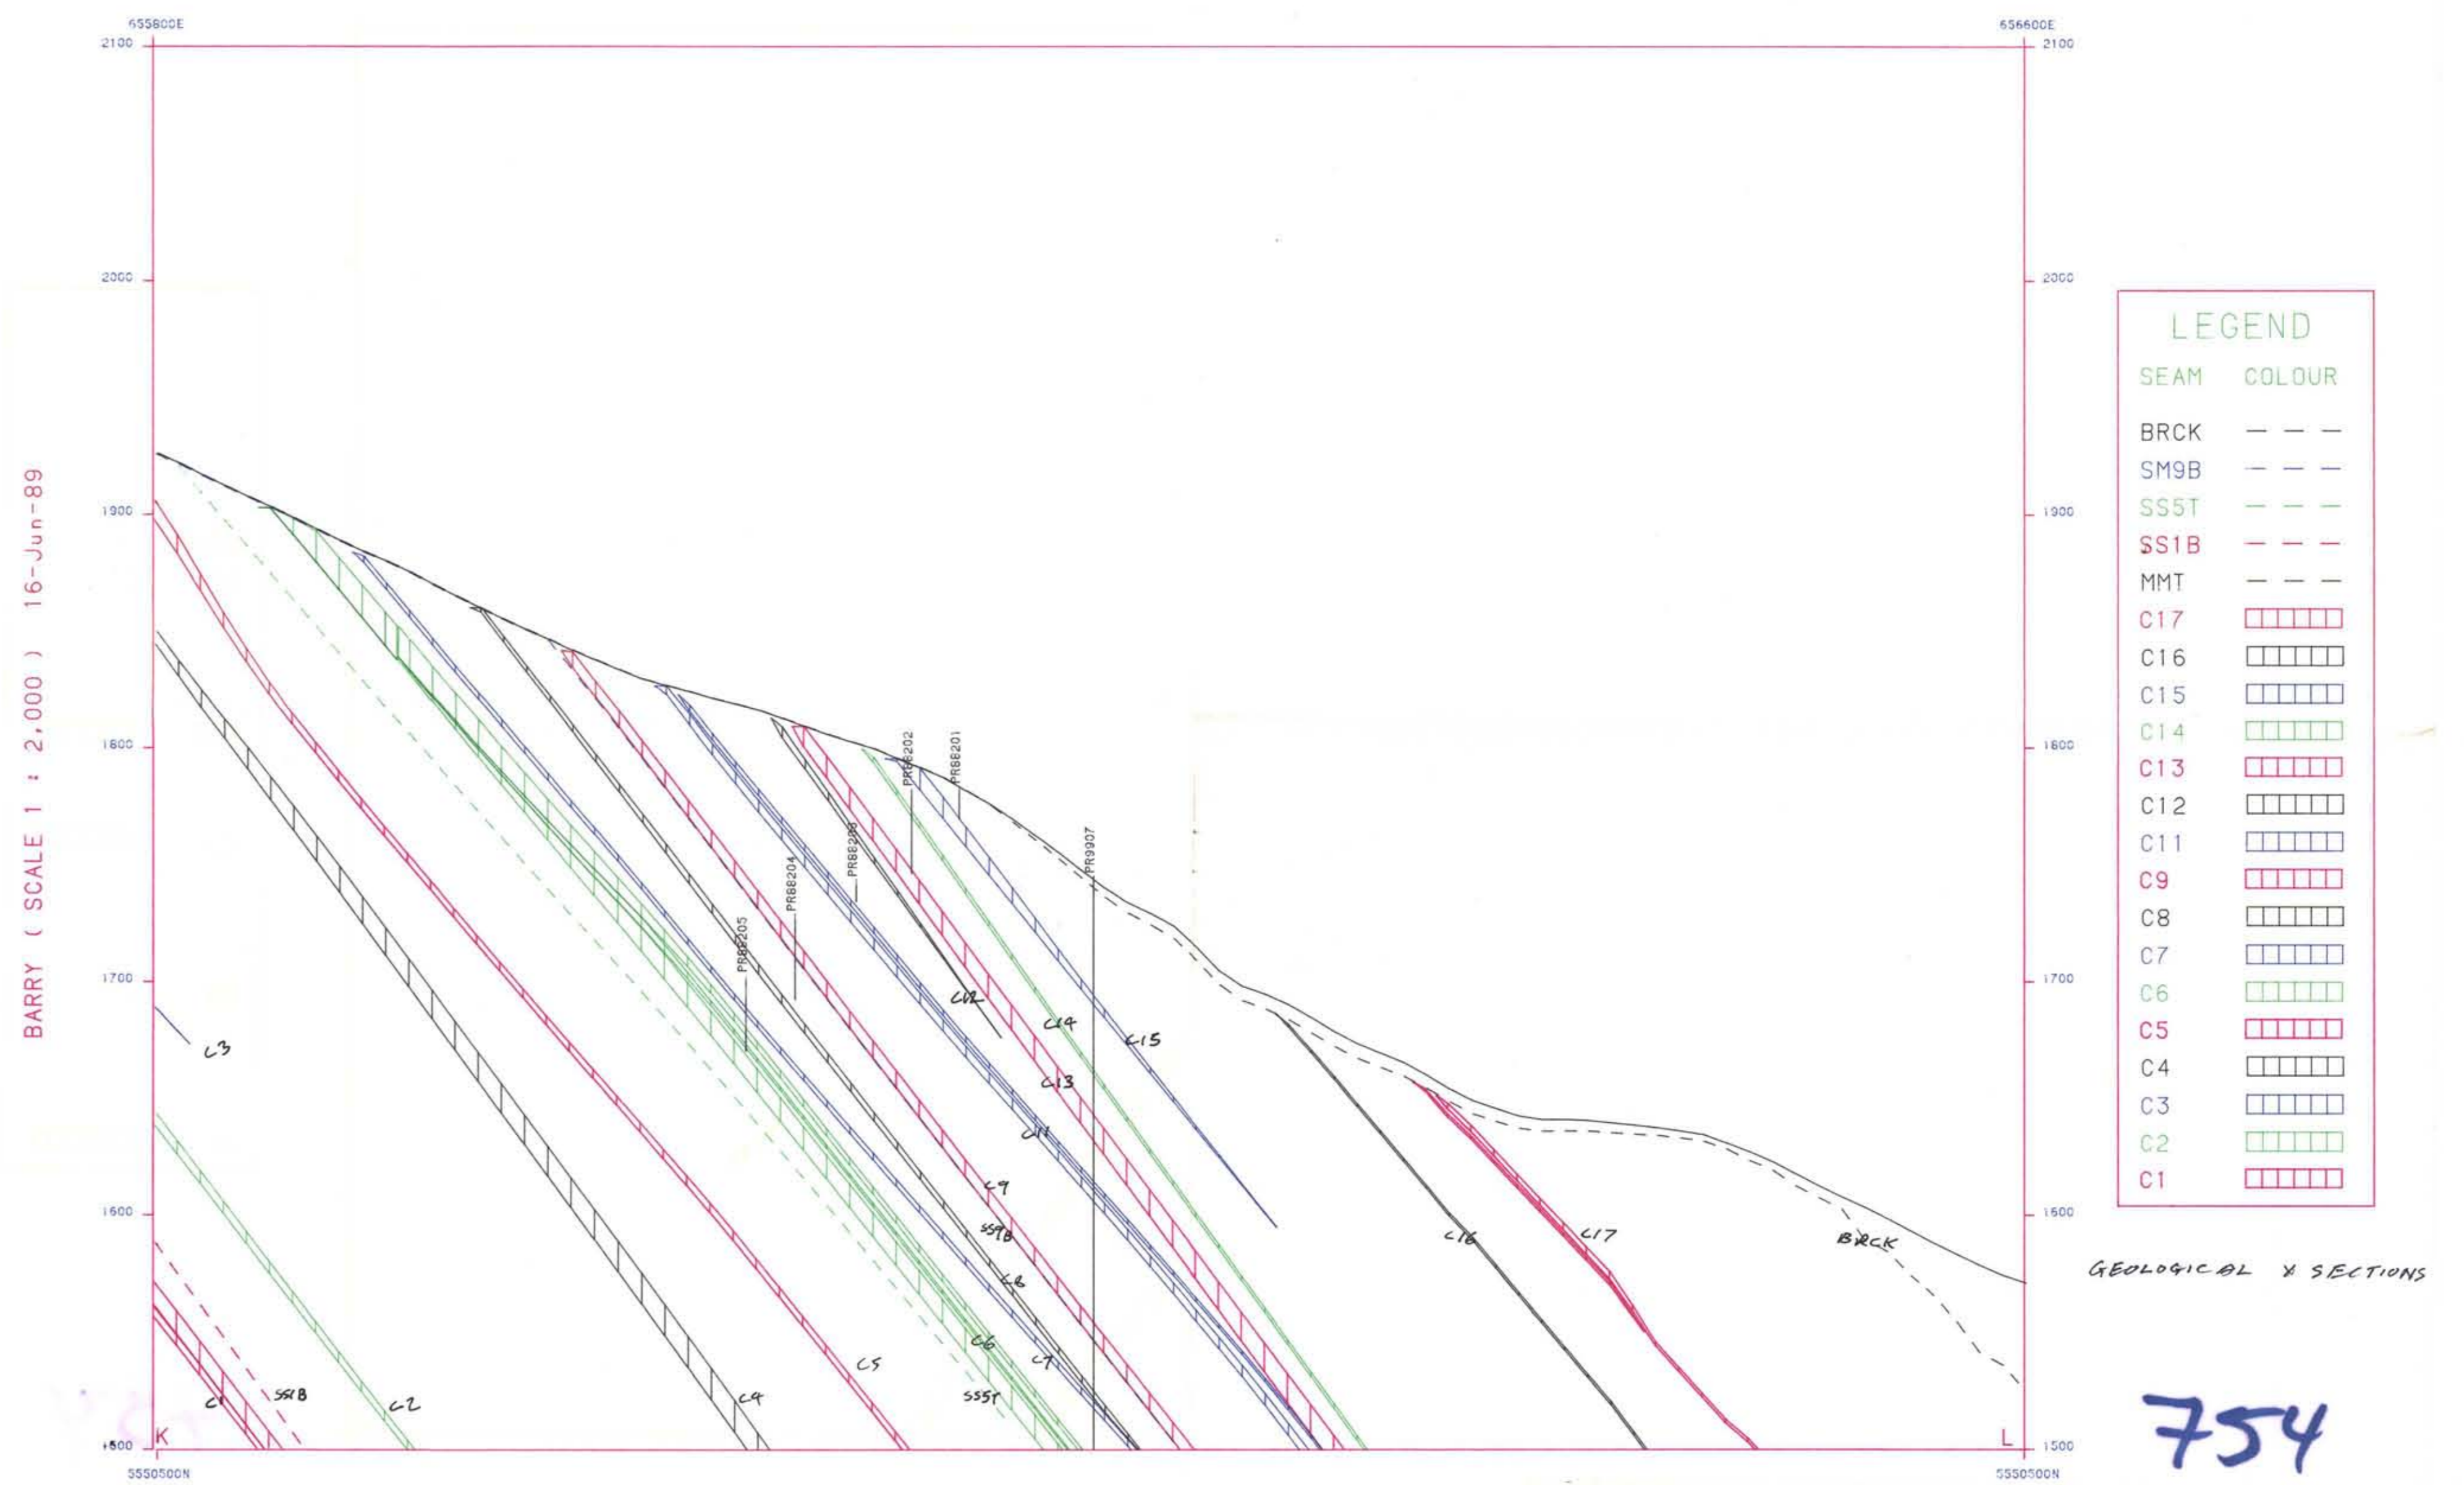 655800E
656600E
2100
2100
2000
2000
1900
1900
1800
1800
1700
1700
1600
1600
1500
1500
5550500N
5550500N
K
L
BARRY ( SCALE 1 : 2,000 ) 16-Jun-89
PR88202
PR88201
PR9907
PR88204
PR88205
C12
C14
C15
C3
C13
C11
C9
SS9B
C8
C16
C17
BRCK
C6
C7
C5
SS5T
SS1B
C1
C2
C4
LEGEND
SEAM COLOUR
BRCK
SM9B
SS5T
SS1B
MMT
C17
C16
C15
C14
C13
C12
C11
C9
C8
C7
C6
C5
C4
C3
C2
C1
GEOLOGICAL X SECTIONS
754